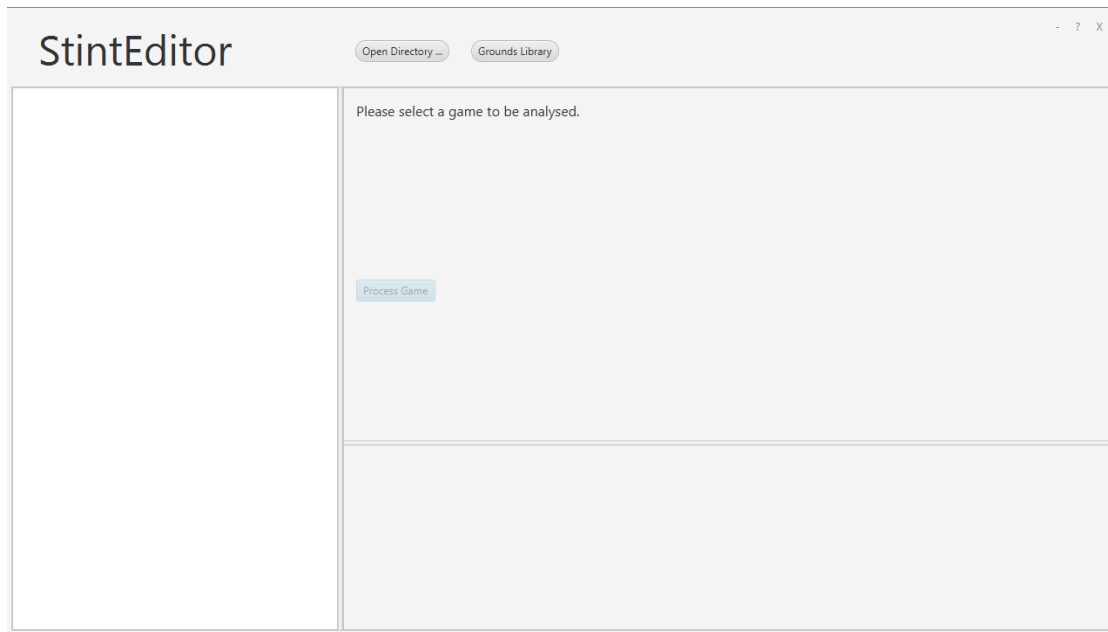 StintEditor
Open Directory ...
Grounds Library
- ? X
Please select a game to be analysed.
Process Game